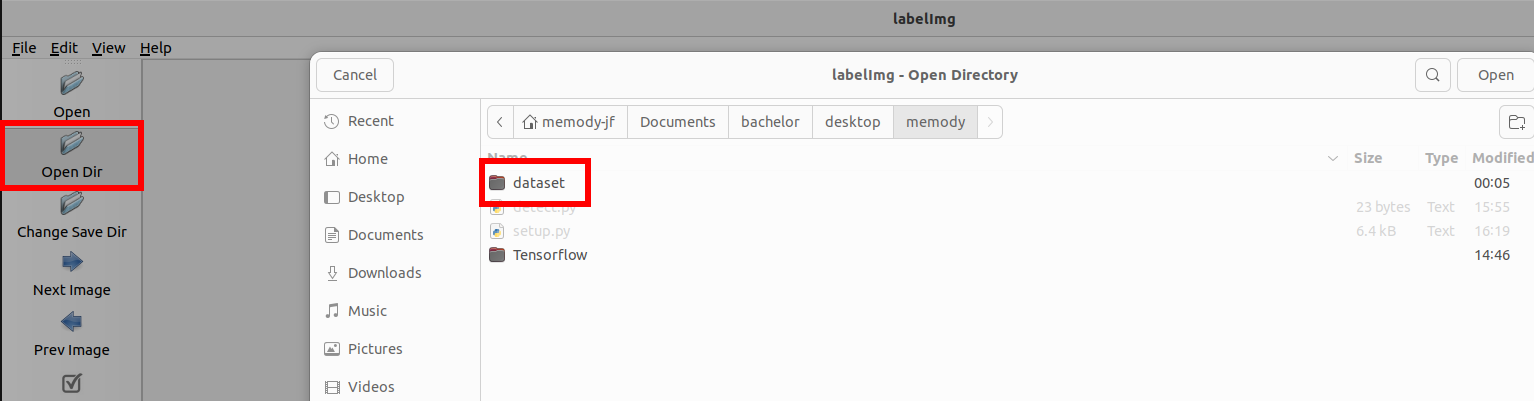 labelImg
File Edit View Help
Open
Open Dir
Change Save Dir
Next Image
Prev Image
Cancel
labelImg - Open Directory
Open
Recent
Home
Desktop
Documents
Downloads
Music
Pictures
Videos
memody-jf Documents bachelor desktop memody
Name Size Type Modified
dataset 00:05
detect.py 23 bytes Text 15:55
setup.py 6.4 kB Text 16:19
Tensorflow 14:46